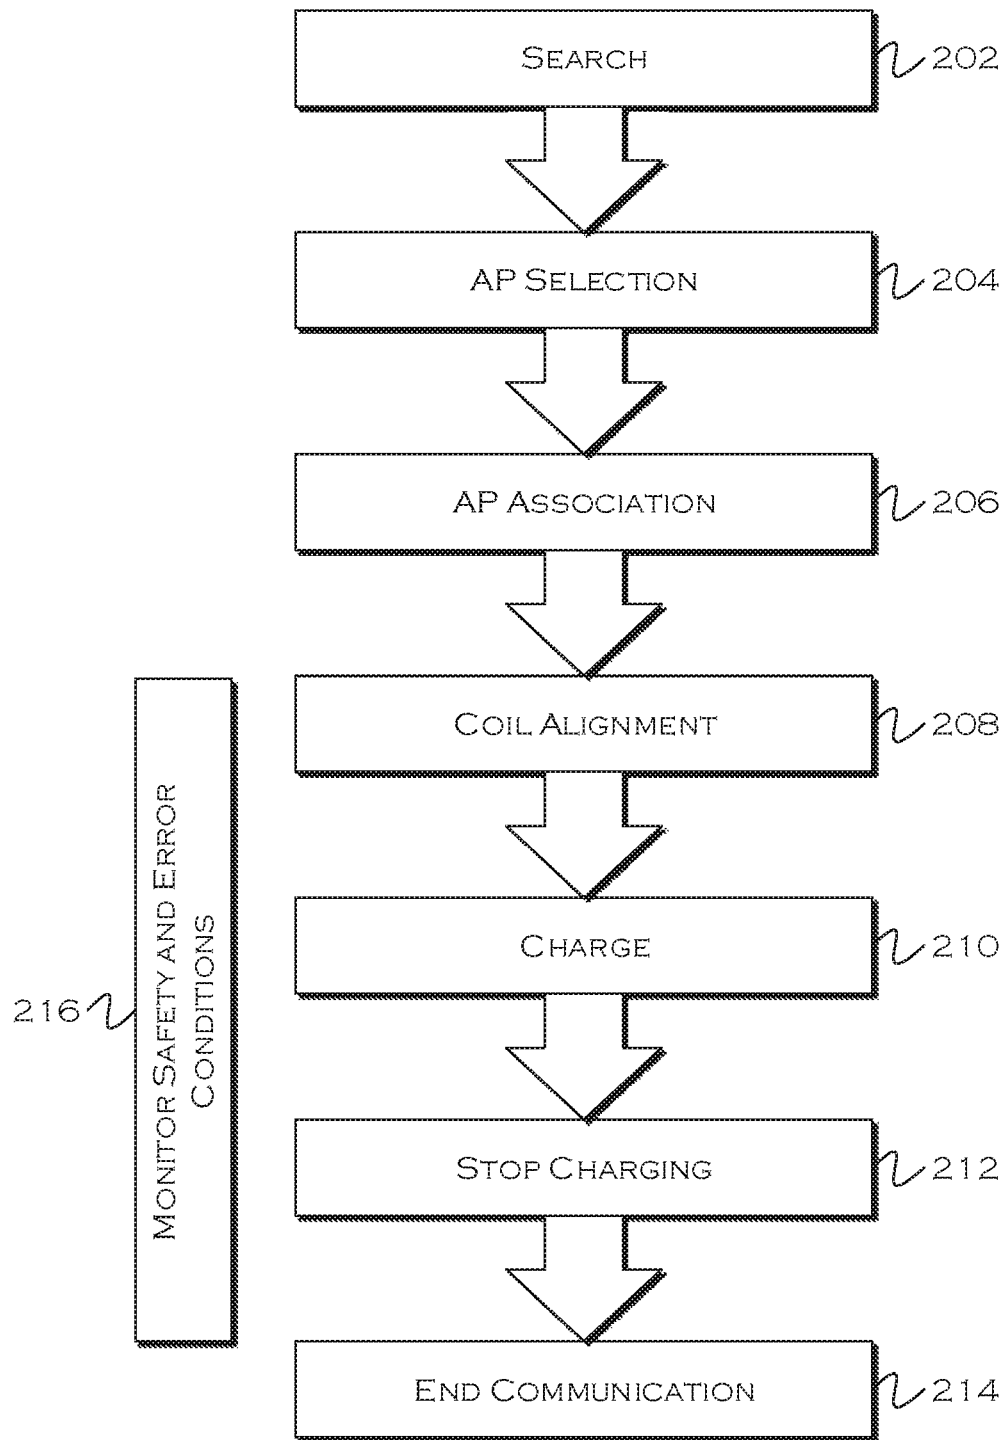 SEARCH
202
AP SELECTION
204
AP ASSOCIATION
206
COIL ALIGNMENT
208
CHARGE
210
MONITOR SAFETY AND ERROR
CONDITIONS
216
STOP CHARGING
212
END COMMUNICATION
214